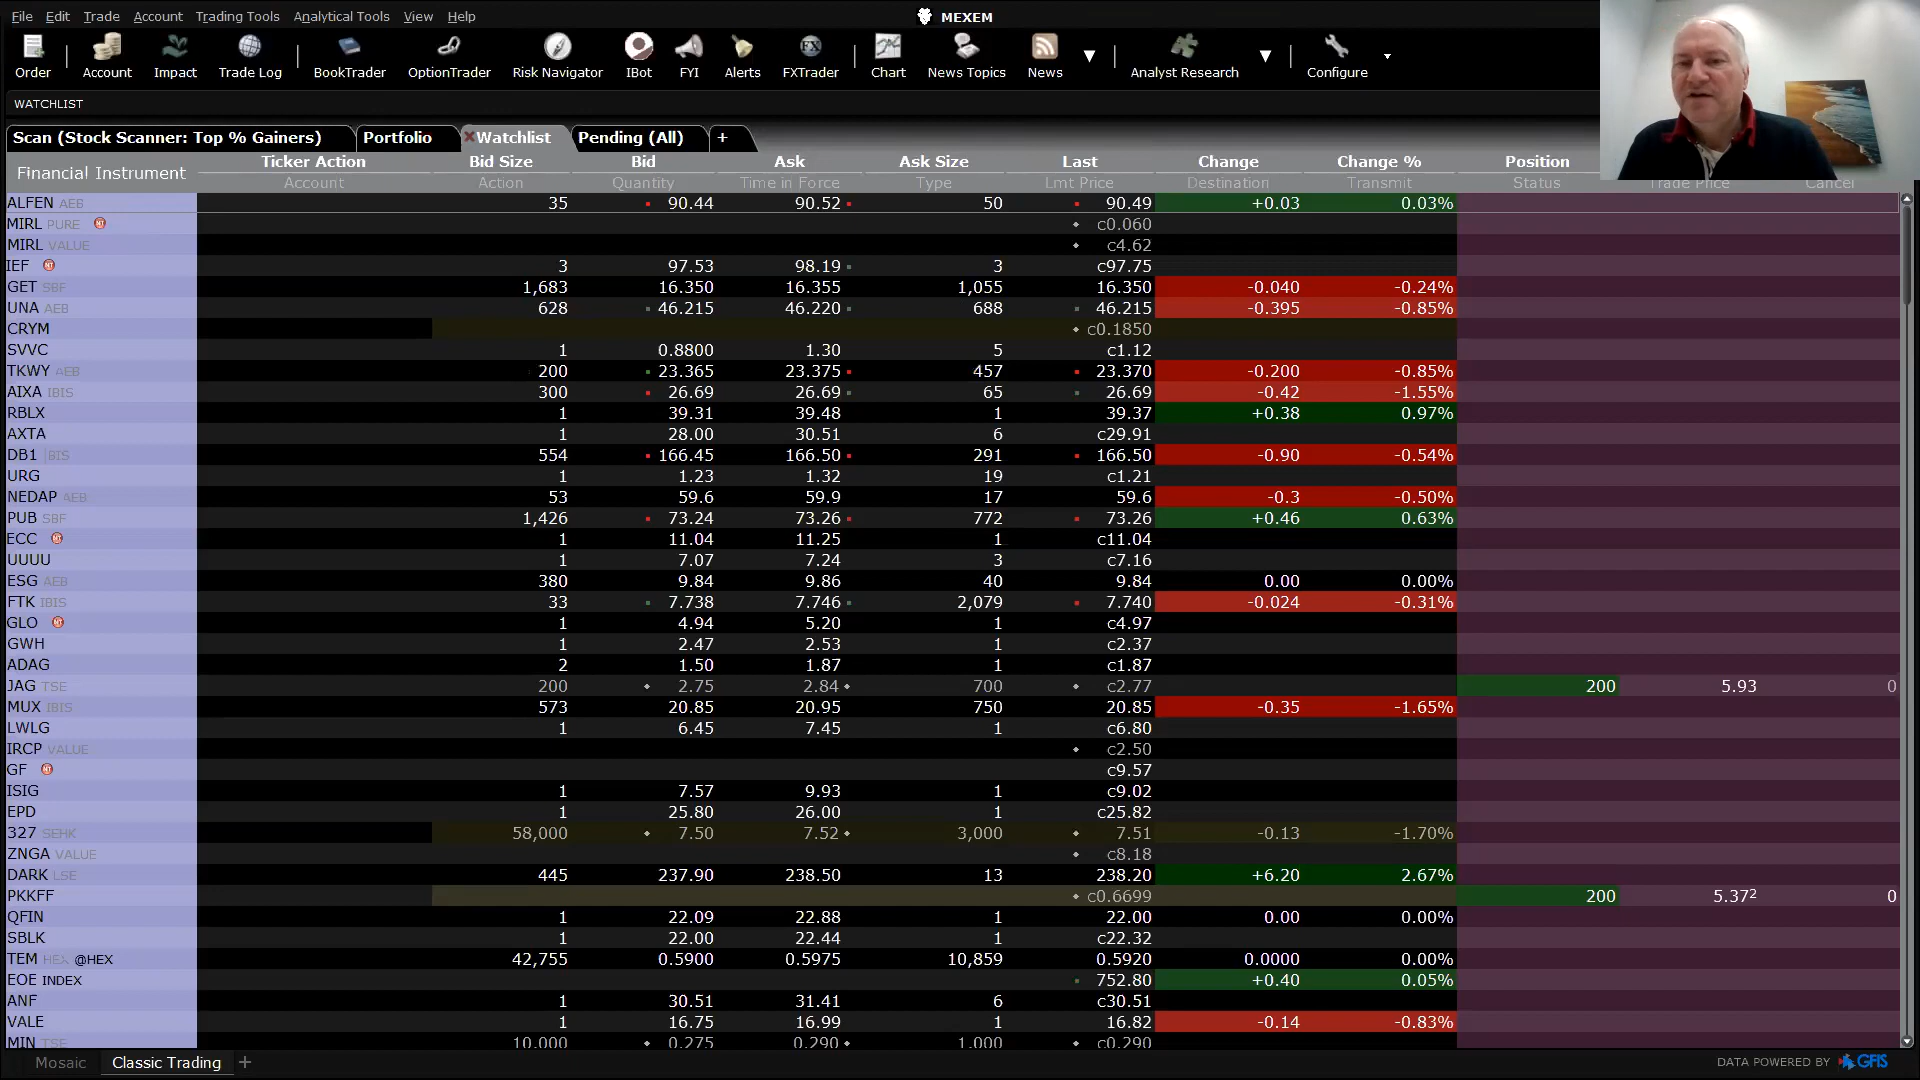 File Edit Trade Account Trading Tools Analytical Tools View Help MEXEM
Order Account Impact Trade Log BookTrader OptionTrader Risk Navigator IBot FYI Alerts FXTrader Chart News Topics News Analyst Research Configure
WATCHLIST
Scan (Stock Scanner: Top % Gainers) Portfolio Watchlist Pending (All) +
Financial Instrument Ticker Action Bid Size Bid Ask Ask Size Last Change Change % Position
Account Action Quantity Time in Force Type Lmt Price Destination Transmit Status Trade Price Cancel
ALFEN AEB 35 90.44 90.52 50 90.49 +0.03 0.03%
MIRL PURE c0.060
MIRL VALUE c4.62
IEF 3 97.53 98.19 3 c97.75
GET SBF 1,683 16.350 16.355 1,055 16.350 -0.040 -0.24%
UNA AEB 628 46.215 46.220 688 46.215 -0.395 -0.85%
CRYM c0.1850
SVVC 1 0.8800 1.30 5 c1.12
TKWY AEB 200 23.365 23.375 457 23.370 -0.200 -0.85%
AIXA IBIS 300 26.69 26.69 65 26.69 -0.42 -1.55%
RBLX 1 39.31 39.48 1 39.37 +0.38 0.97%
AXTA 1 28.00 30.51 6 c29.91
DB1 IBIS 554 166.45 166.50 291 166.50 -0.90 -0.54%
URG 1 1.23 1.32 19 c1.21
NEDAP AEB 53 59.6 59.9 17 59.6 -0.3 -0.50%
PUB SBF 1,426 73.24 73.26 772 73.26 +0.46 0.63%
ECC 1 11.04 11.25 1 c11.04
UUUU 1 7.07 7.24 3 c7.16
ESG AEB 380 9.84 9.86 40 9.84 0.00 0.00%
FTK IBIS 33 7.738 7.746 2,079 7.740 -0.024 -0.31%
GLO 1 4.94 5.20 1 c4.97
GWH 1 2.47 2.53 1 c2.37
ADAG 2 1.50 1.87 1 c1.87
JAG TSE 200 2.75 2.84 700 c2.77 200 5.93 0
MUX IBIS 573 20.85 20.95 750 20.85 -0.35 -1.65%
LWLG 1 6.45 7.45 1 c6.80
IRCP VALUE c2.50
GF c9.57
ISIG 1 7.57 9.93 1 c9.02
EPD 1 25.80 26.00 1 c25.82
327 SEHK 58,000 7.50 7.52 3,000 7.51 -0.13 -1.70%
ZNGA VALUE c8.18
DARK LSE 445 237.90 238.50 13 238.20 +6.20 2.67%
PKKFF c0.6699 200 5.37² 0
QFIN 1 22.09 22.88 1 22.00 0.00 0.00%
SBLK 1 22.00 22.44 1 c22.32
TEM HEX @HEX 42,755 0.5900 0.5975 10,859 0.5920 0.0000 0.00%
EOE INDEX 752.80 +0.40 0.05%
ANF 1 30.51 31.41 6 c30.51
VALE 1 16.75 16.99 1 16.82 -0.14 -0.83%
MIN TSE 10,000 0.275 0.290 1,000 c0.290
Mosaic Classic Trading + DATA POWERED BY GFIS